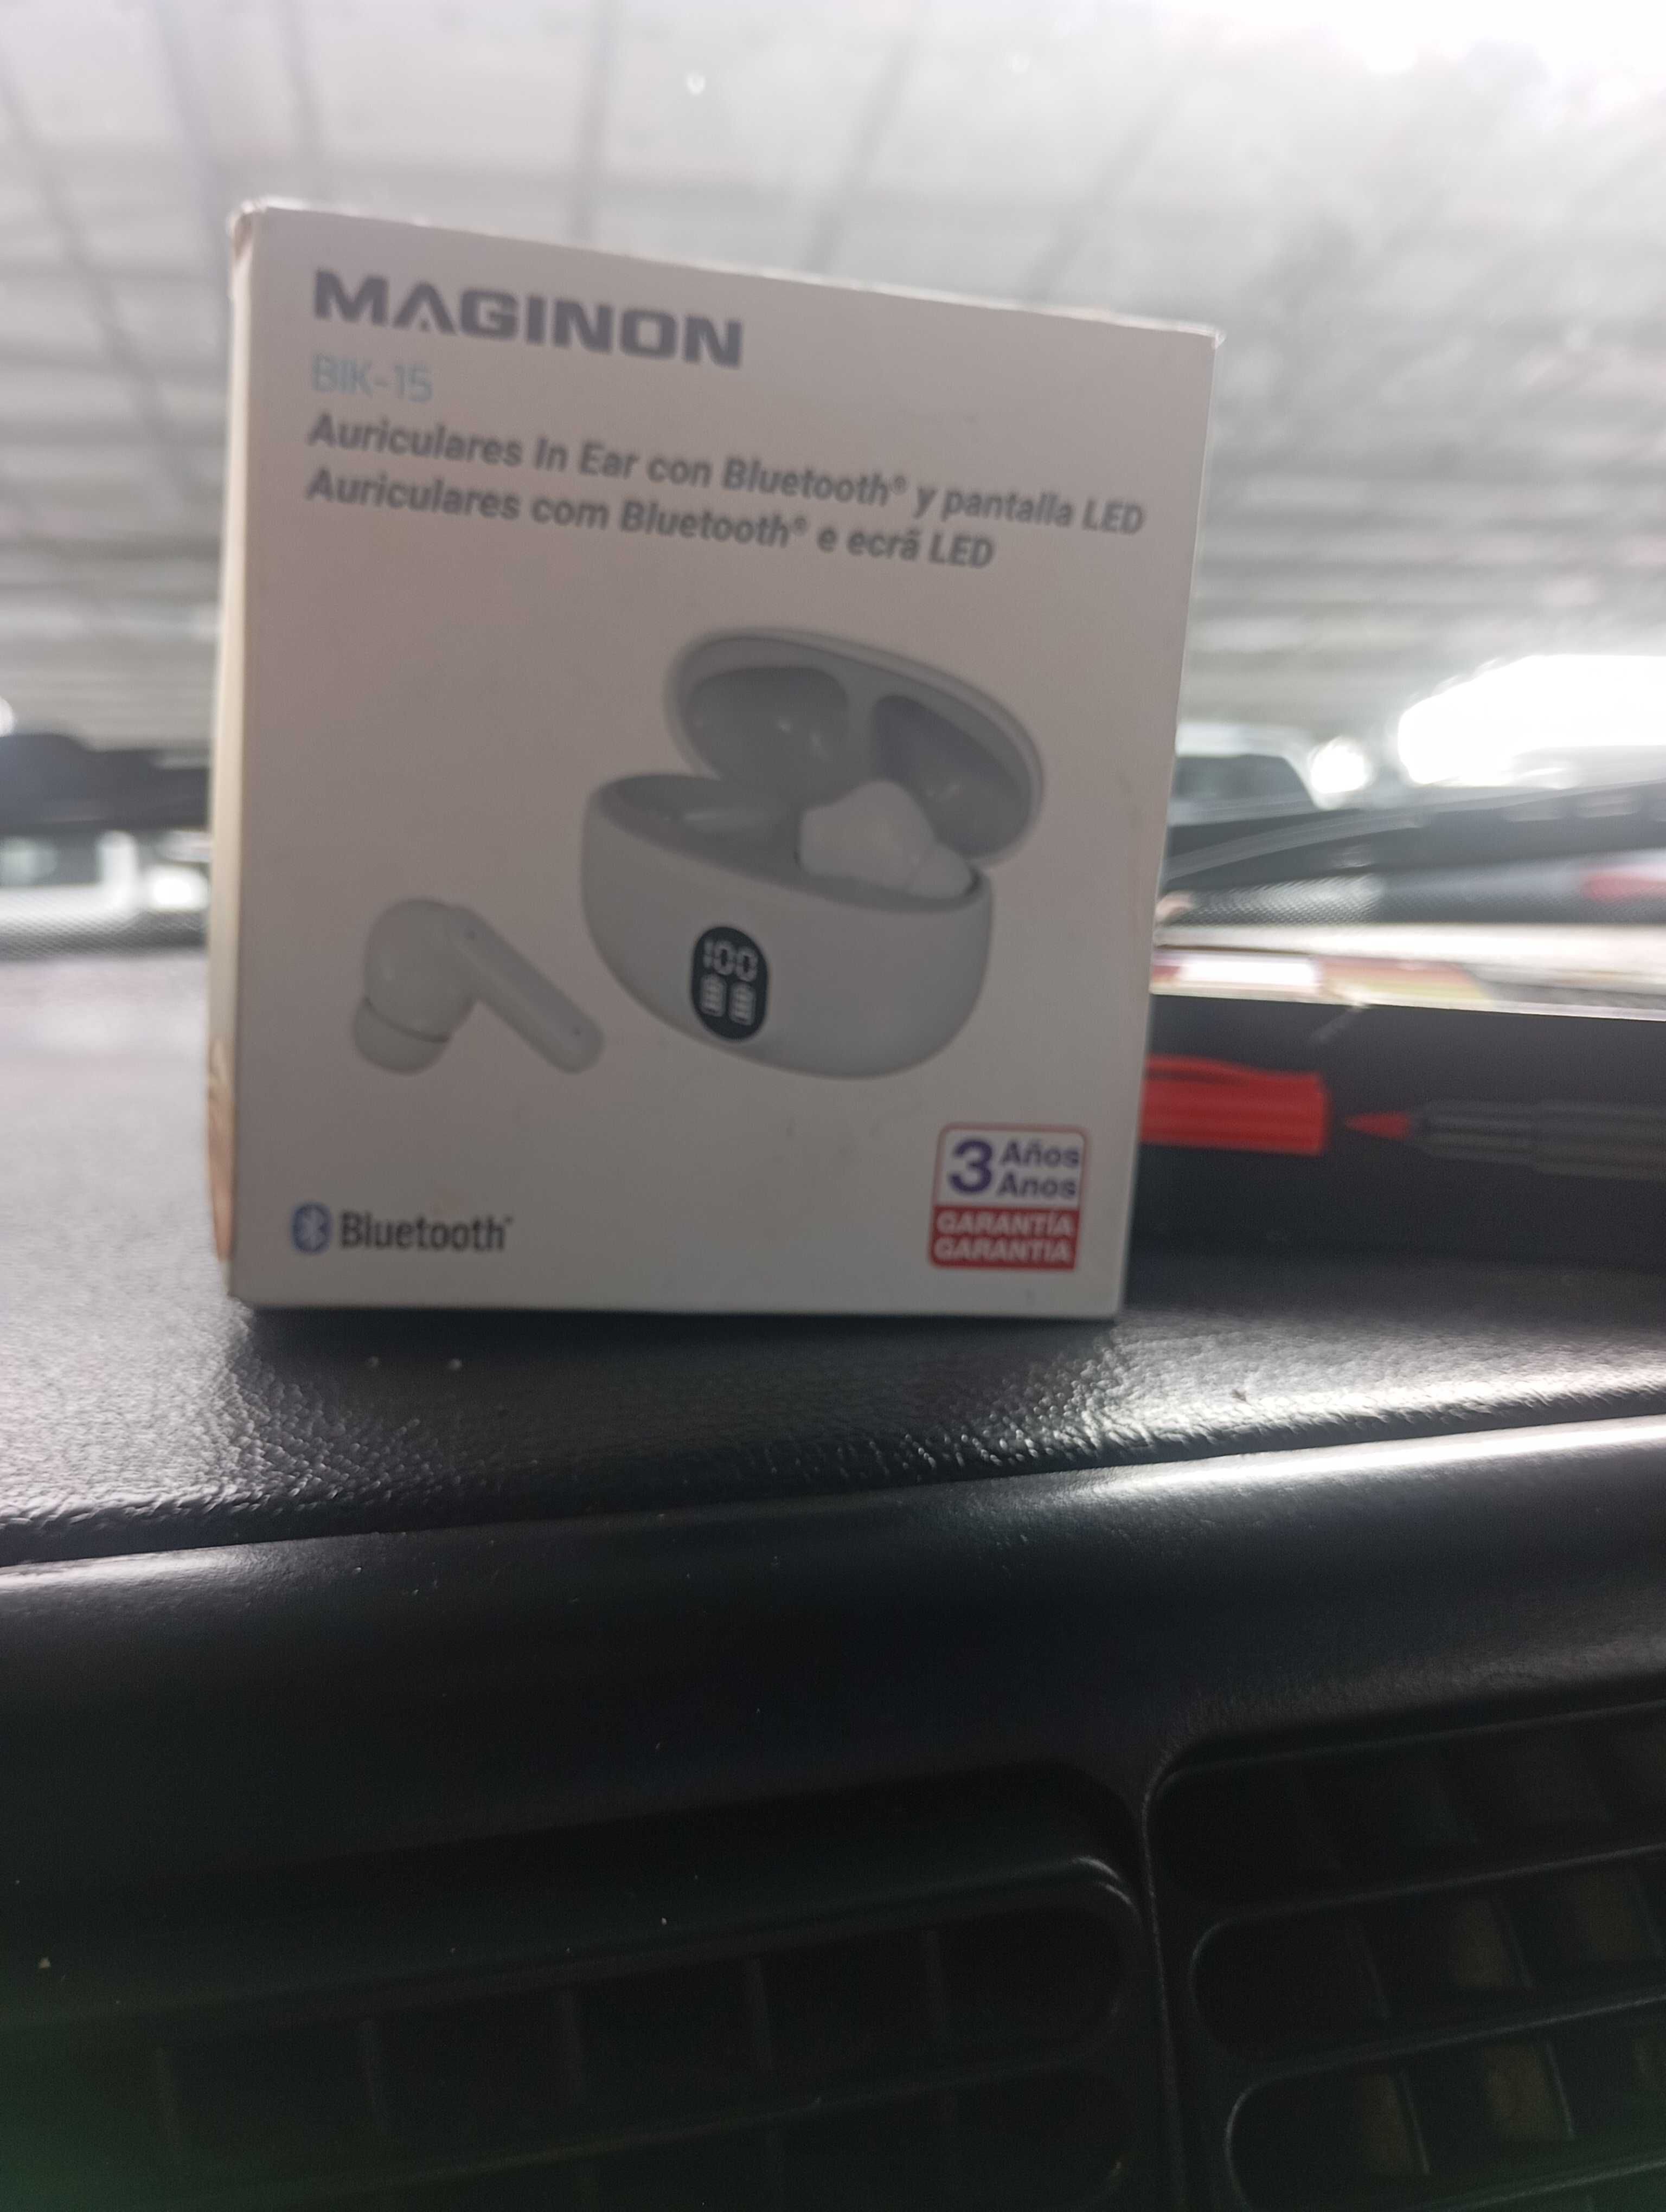 MAGINON
BIK-15
Auriculares In Ear con Bluetooth® y pantalla LED
Auriculares com Bluetooth® e ecrã LED
100
Bluetooth®
3 Años
Anos
GARANTÍA
GARANTIA